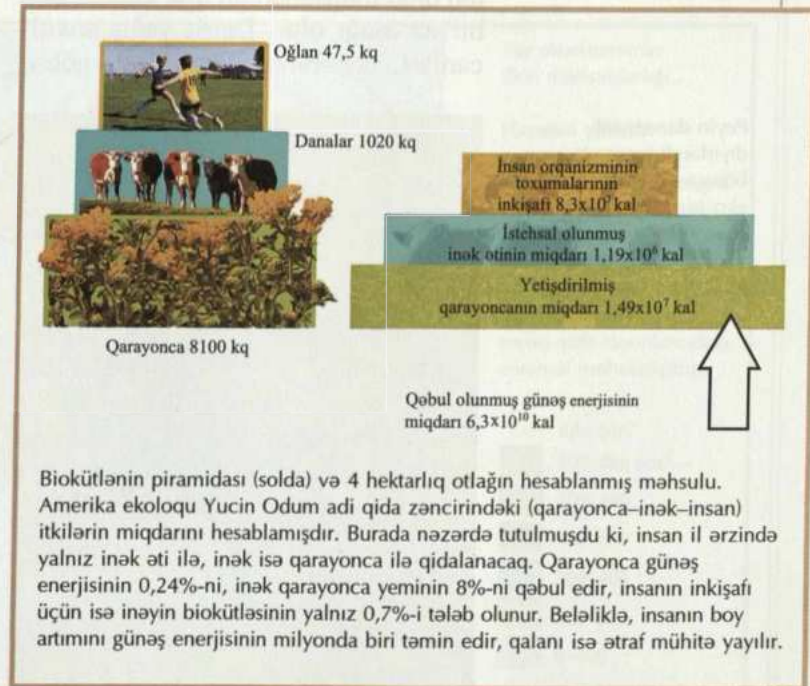 Oğlan 47,5 kq
Danalar 1020 kq
Qarayonca 8100 kq
İnsan orqanizminin
toxumalarının
inkişafı 8,3x10⁷ kal
İstehsal olunmuş
inək ətinin miqdarı 1,19x10⁶ kal
Yetişdirilmiş
qarayoncanın miqdarı 1,49x10⁷ kal
Qəbul olunmuş günəş enerjisinin
miqdarı 6,3x10¹⁰ kal
Biokütlənin piramidası (solda) və 4 hektarlıq otlağın hesablanmış məhsulu.
Amerika ekoloqu Yucin Odum adi qida zəncirindəki (qarayonca–inək–insan)
itkilərin miqdarını hesablamışdır. Burada nəzərdə tutulmuşdu ki, insan il ərzində
yalnız inək əti ilə, inək isə qarayonca ilə qidalanacaq. Qarayonca günəş
enerjisinin 0,24%-ni, inək qarayonca yeminin 8%-ni qəbul edir, insanın inkişafı
üçün isə inəyin biokütləsinin yalnız 0,7%-i tələb olunur. Beləliklə, insanın boy
artımını günəş enerjisinin milyonda biri təmin edir, qalanı isə ətraf mühitə yayılır.